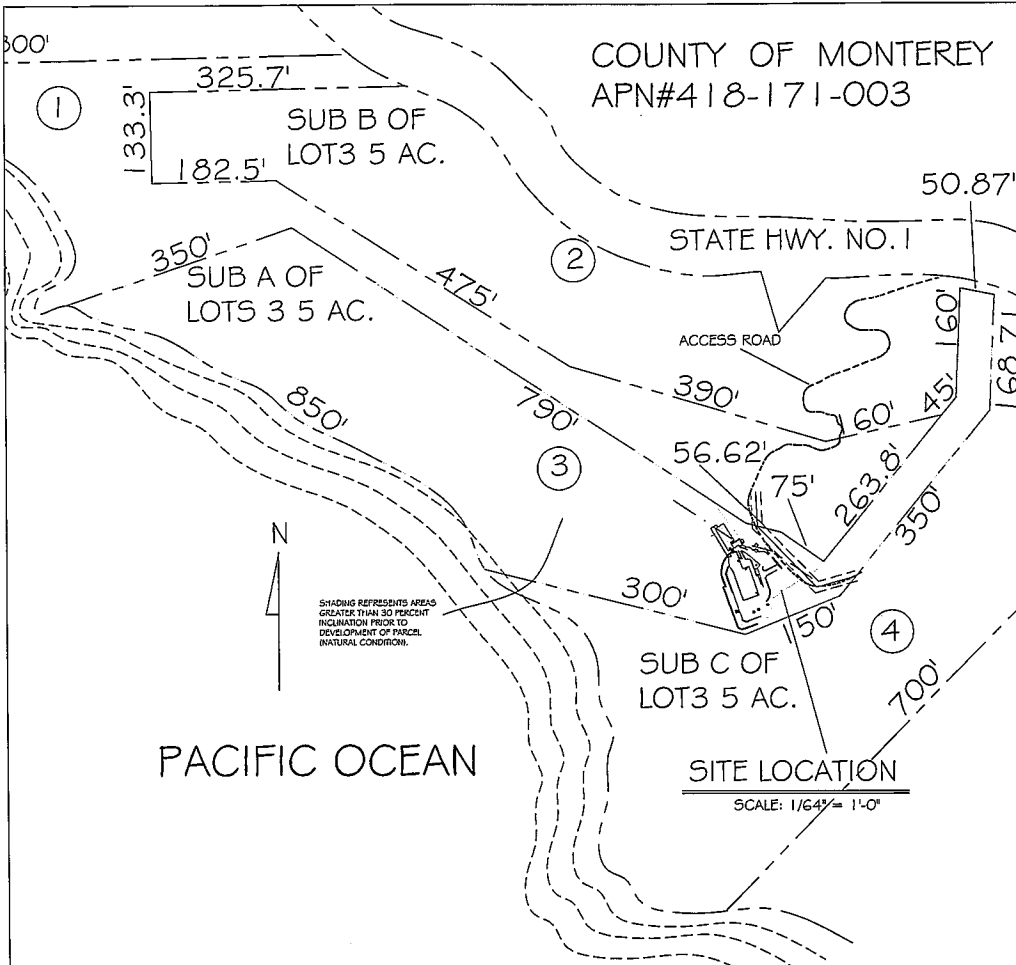 COUNTY OF MONTEREY
APN#418-171-003
300'
325.7'
1
133.3'
SUB B OF
LOT3 5 AC.
182.5'
50.87'
STATE HWY. NO. 1
2
350'
SUB A OF
LOTS 3 5 AC.
475'
ACCESS ROAD
160'
168.71
850'
790'
390'
45'
160'
3
56.62'
75'
263.8'
350'
N
300'
SHADING REPRESENTS AREAS
GREATER THAN 30 PERCENT
INCLINATION PRIOR TO
DEVELOPMENT OF PARCEL
(NATURAL CONDITION).
150'
4
SUB C OF
LOT3 5 AC.
700'
PACIFIC OCEAN
SITE LOCATION
SCALE: 1/64" = 1'-0"